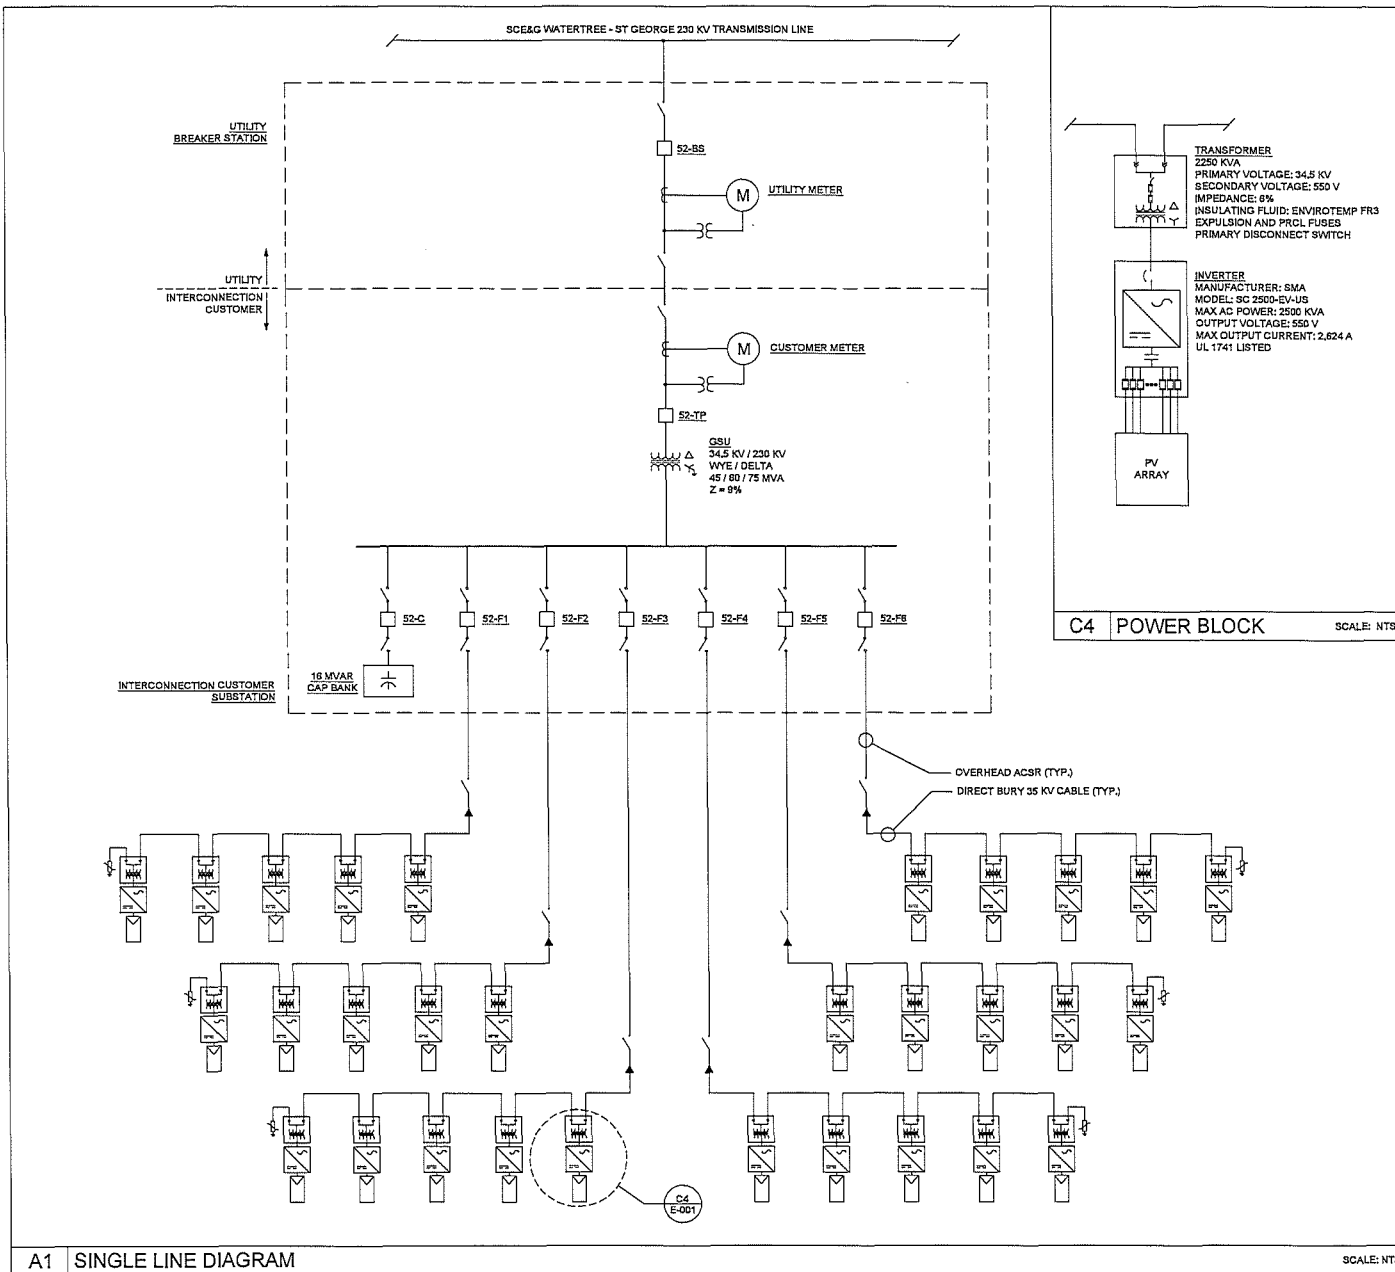 SCE&G WATERTREE - ST GEORGE 230 KV TRANSMISSION LINE
UTILITY
BREAKER STATION
52-BS
M
UTILITY METER
UTILITY
INTERCONNECTION
CUSTOMER
M
CUSTOMER METER
52-TP
GSU
34.5 KV / 230 KV
WYE / DELTA
45 / 60 / 75 MVA
Z = 9%
52-C
52-F1
52-F2
52-F3
52-F4
52-F5
52-F6
16 MVAR
CAP BANK
INTERCONNECTION CUSTOMER
SUBSTATION
OVERHEAD ACSR (TYP.)
DIRECT BURY 35 KV CABLE (TYP.)
C4
E-001
A1 SINGLE LINE DIAGRAM
SCALE: NT
TRANSFORMER
2250 KVA
PRIMARY VOLTAGE: 34.5 KV
SECONDARY VOLTAGE: 550 V
IMPEDANCE: 6%
INSULATING FLUID: ENVIROTEMP FR3
EXPULSION AND PRCL FUSES
PRIMARY DISCONNECT SWITCH
INVERTER
MANUFACTURER: SMA
MODEL: SC 2500-EV-US
MAX AC POWER: 2500 KVA
OUTPUT VOLTAGE: 550 V
MAX OUTPUT CURRENT: 2,624 A
UL 1741 LISTED
PV
ARRAY
C4 POWER BLOCK
SCALE: NTS